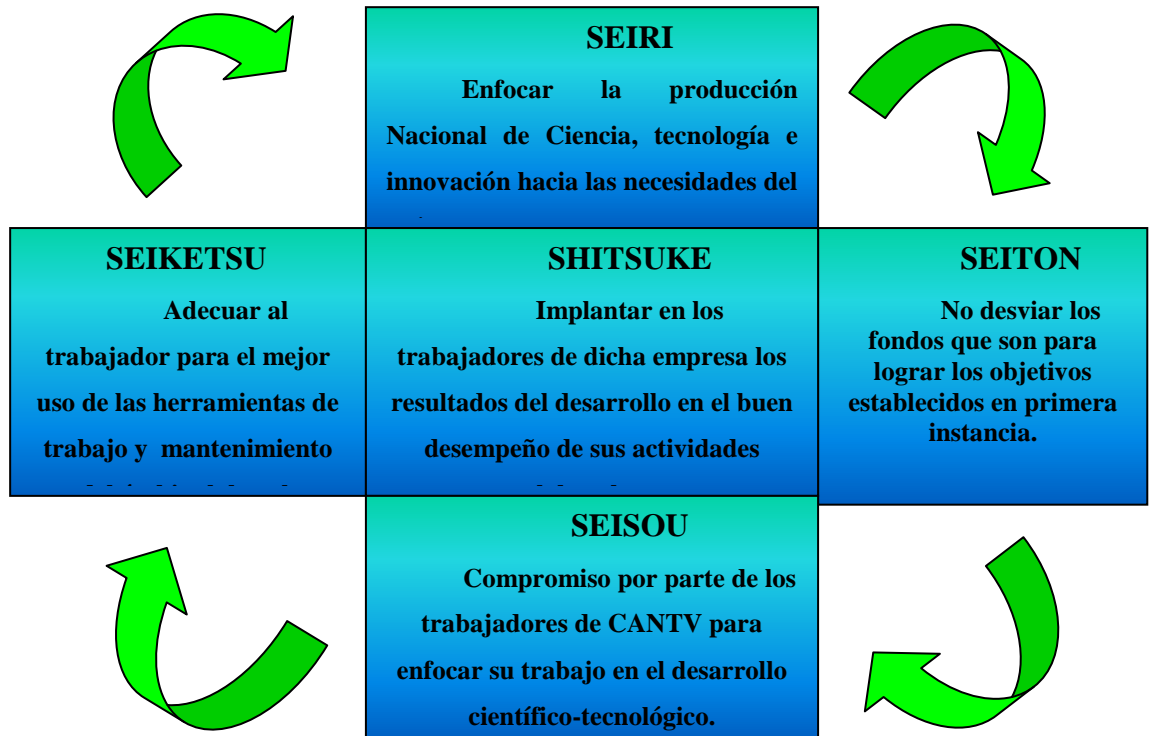 SEIRI
Enfocar la producción
Nacional de Ciencia, tecnología e
innovación hacia las necesidades del
SEIKETSU
Adecuar al
trabajador para el mejor
uso de las herramientas de
trabajo y mantenimiento
SHITSUKE
Implantar en los
trabajadores de dicha empresa los
resultados del desarrollo en el buen
desempeño de sus actividades
SEITON
No desviar los
fondos que son para
lograr los objetivos
establecidos en primera
instancia.
SEISOU
Compromiso por parte de los
trabajadores de CANTV para
enfocar su trabajo en el desarrollo
científico-tecnológico.